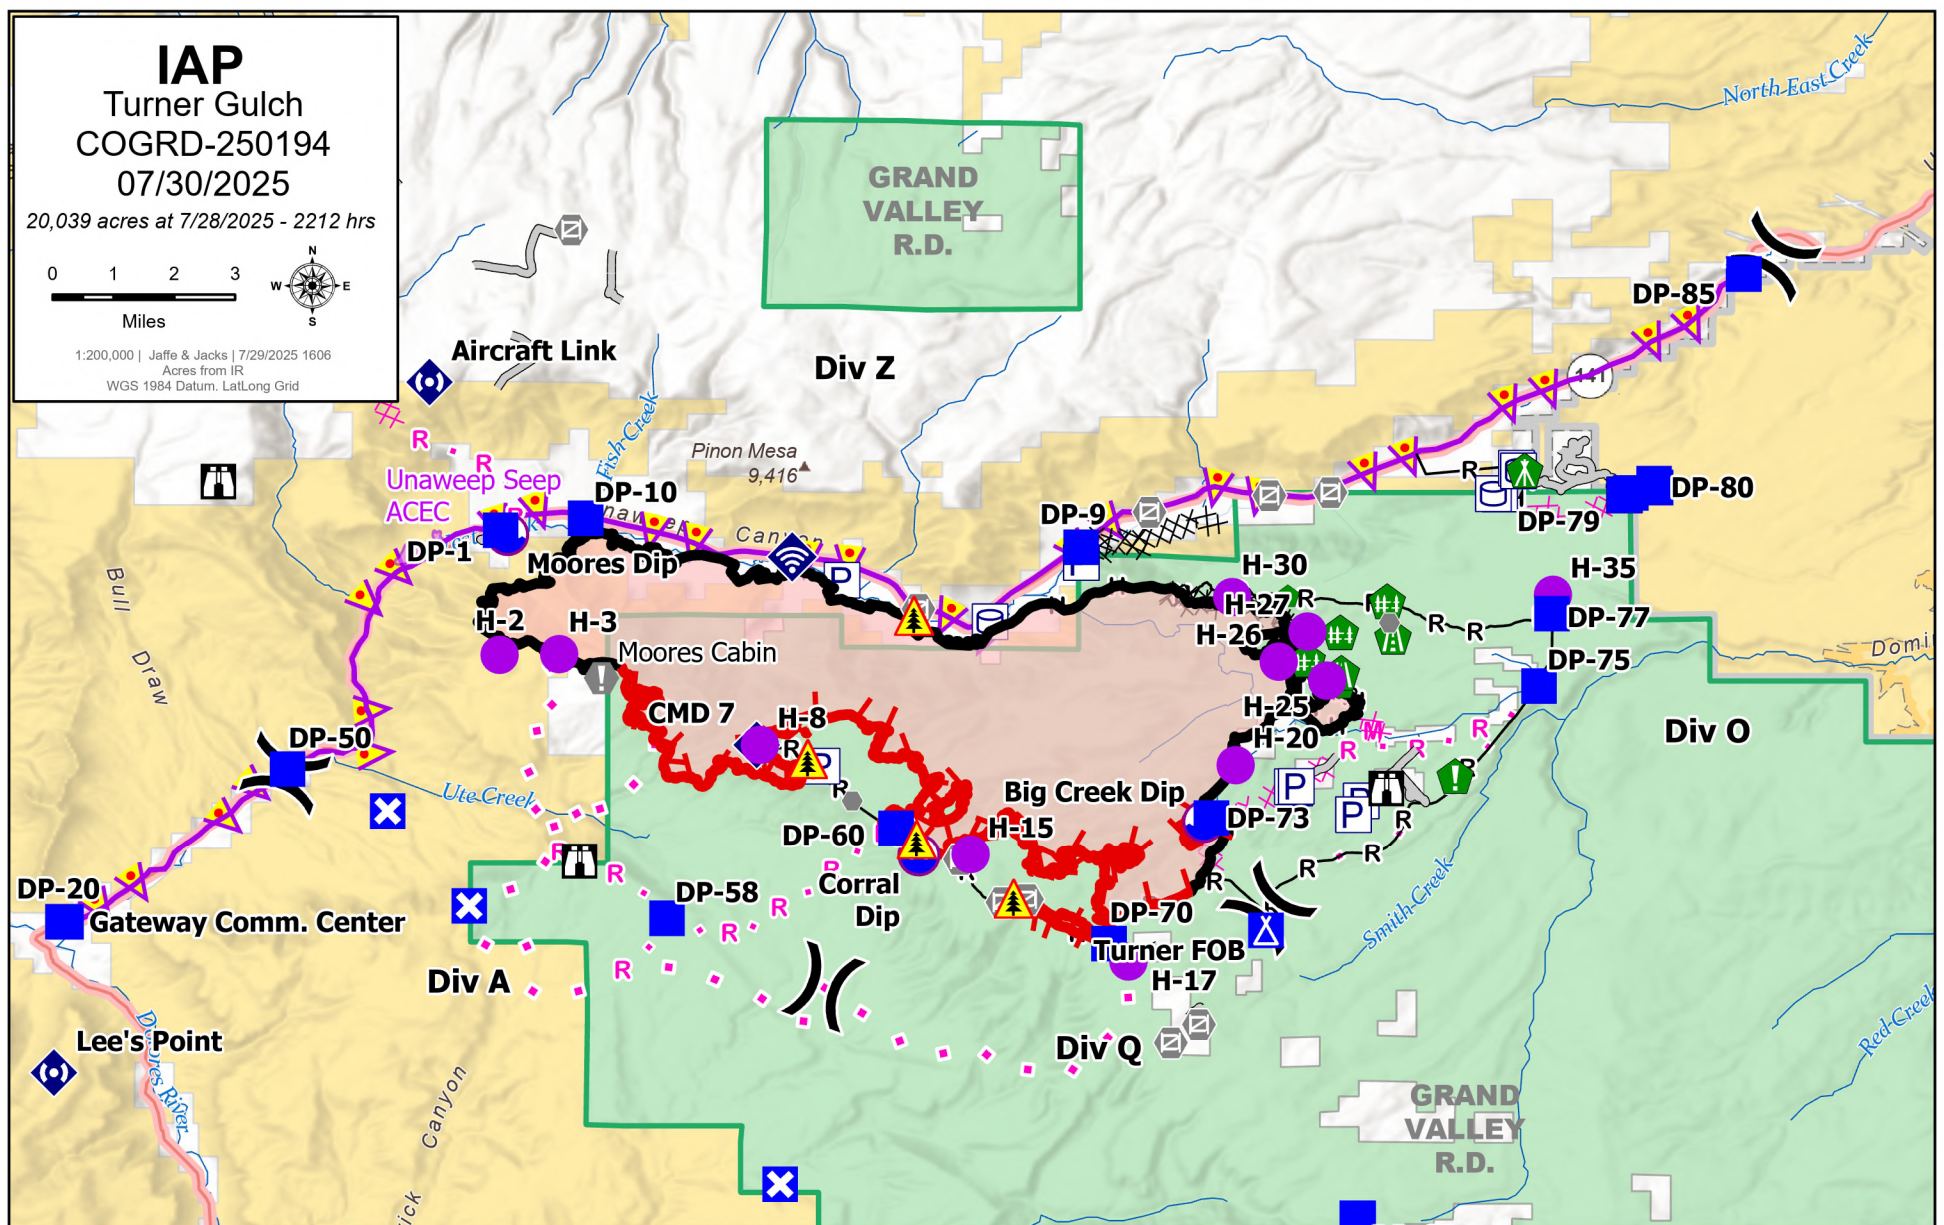 IAP
Turner Gulch
COGRD-250194
07/30/2025
20,039 acres at 7/28/2025 - 2212 hrs
0 1 2 3
Miles
N
W E
S
1:200,000 | Jaffe & Jacks | 7/29/2025 1606
Acres from IR
WGS 1984 Datum. LatLong Grid
North East Creek
GRAND
VALLEY
R.D.
DP-85
Aircraft Link
Div Z
141
Fish Creek
R
R
Pinon Mesa
9,416
Unaweep Seep
ACEC
DP-10
R
DP-80
DP-9
DP-79
Canyon
DP-1
Moores Dip
P
H-30
H-35
Bull
Draw
H-2
H-3
H-27
R
R
R
DP-77
H-26
Moores Cabin
DP-75
CMD 7
H-8
H-25
R
R
R
Div O
DP-50
R
P
H-20
R
Ute Creek
R
Big Creek Dip
P
P
DP-73
R
DP-60
H-15
R
R
R
R
R
R
Smith Creek
DP-20
Gateway Comm. Center
DP-58
R
R
Corral
Dip
DP-70
Turner FOB
H-17
R
Div A
Red Creek
Dolores River
Lee's Point
Div Q
Canyon
GRAND
VALLEY
R.D.